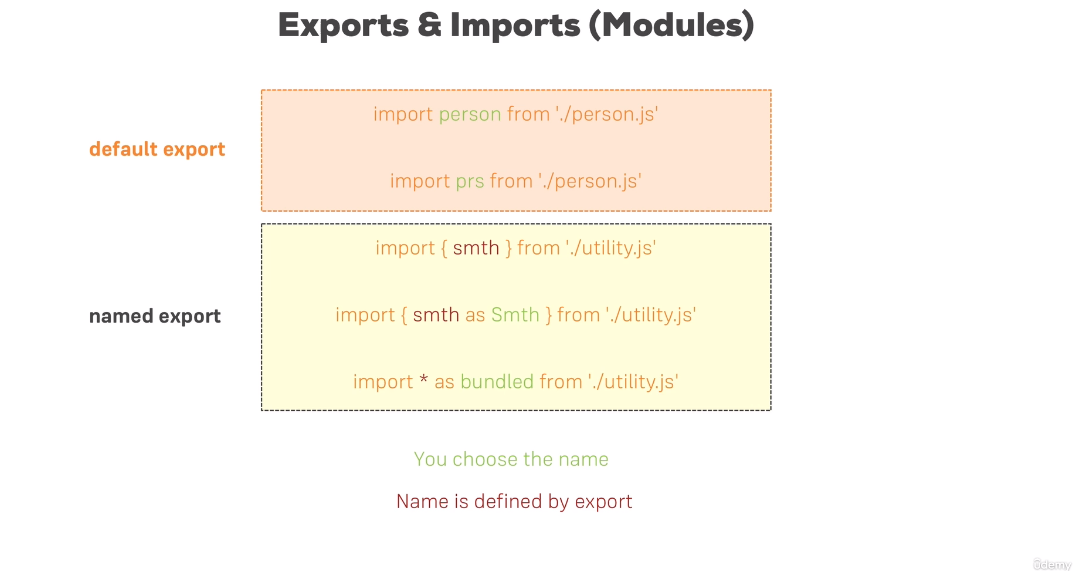 Exports & Imports (Modules)
default export
import person from './person.js'
import prs from './person.js'
named export
import { smth } from './utility.js'
import { smth as Smth } from './utility.js'
import * as bundled from './utility.js'
You choose the name
Name is defined by export
ûdemy